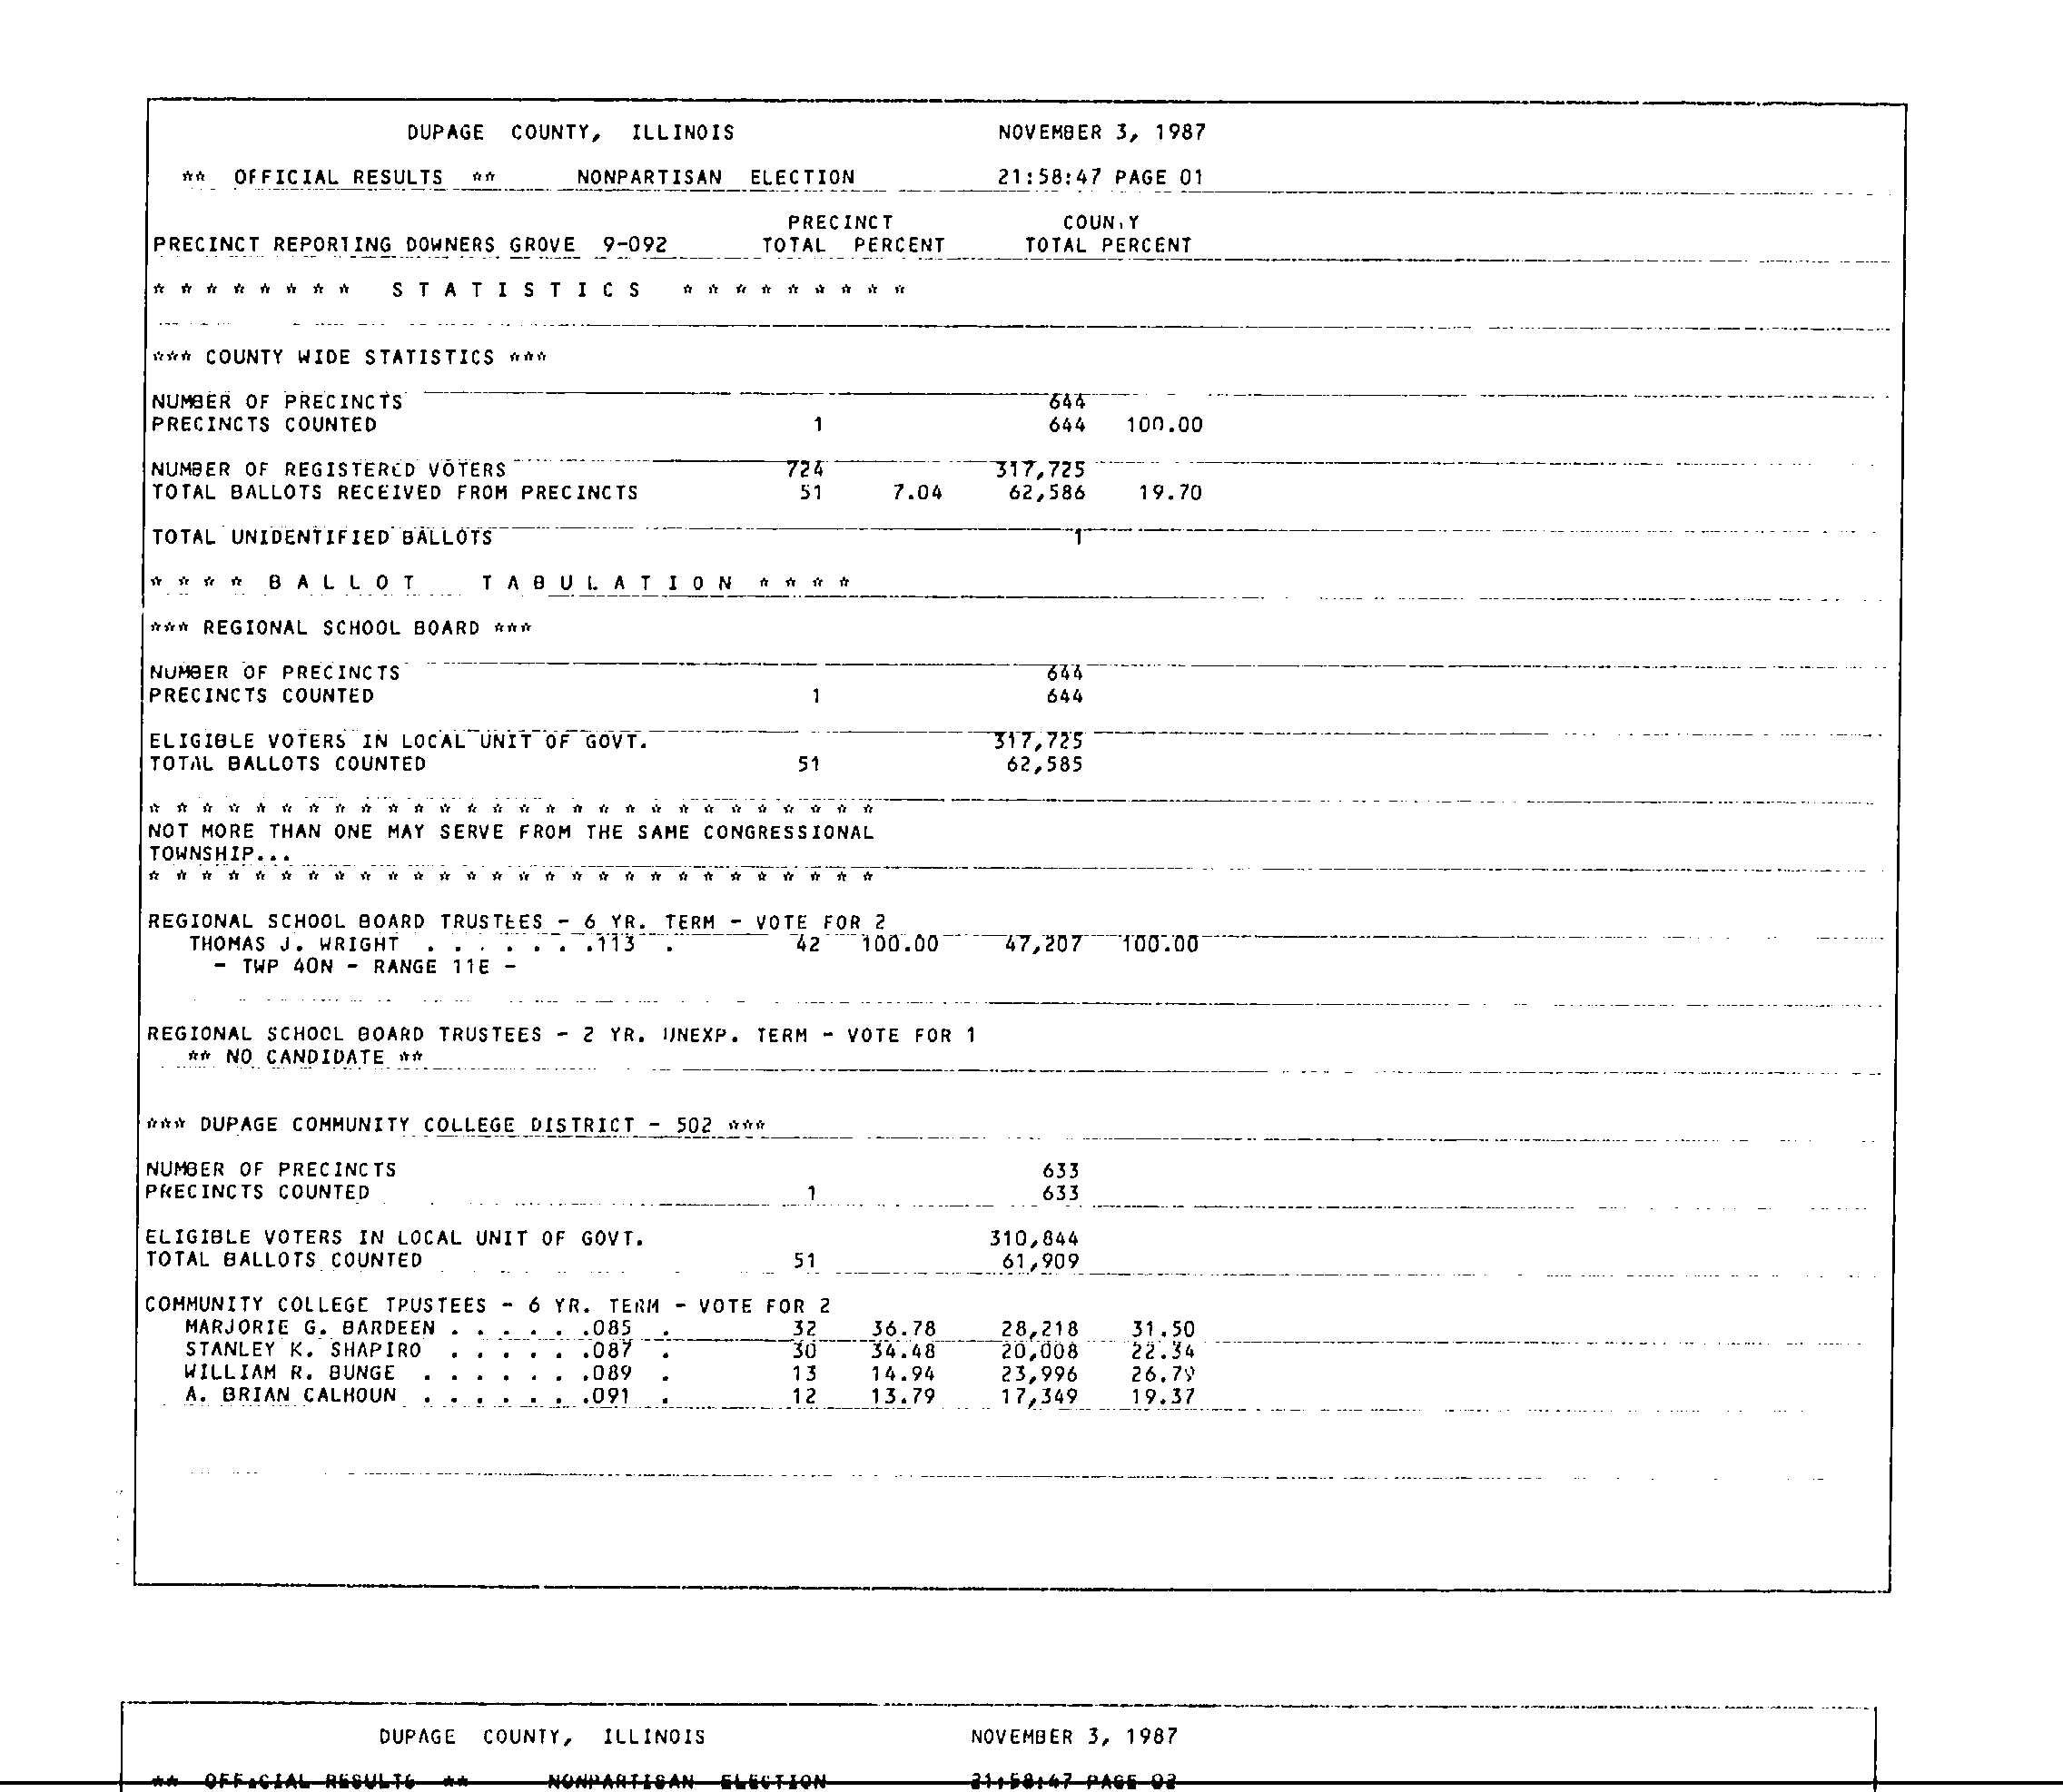 DUPAGE COUNTY, ILLINOIS NOVEMBER 3, 1987
** OFFICIAL RESULTS ** NONPARTISAN ELECTION 21:58:47 PAGE 01
PRECINCT COUN,Y
PRECINCT REPORTING DOWNERS GROVE 9-092 TOTAL PERCENT TOTAL PERCENT
* * * * * * * * S T A T I S T I C S * * * * * * * * *
*** COUNTY WIDE STATISTICS ***
NUMBER OF PRECINCTS 644
PRECINCTS COUNTED 1 644 100.00
NUMBER OF REGISTERED VOTERS 724 317,725
TOTAL BALLOTS RECEIVED FROM PRECINCTS 51 7.04 62,586 19.70
TOTAL UNIDENTIFIED BALLOTS 1
* * * * B A L L O T T A B U L A T I O N * * * *
*** REGIONAL SCHOOL BOARD ***
NUMBER OF PRECINCTS 644
PRECINCTS COUNTED 1 644
ELIGIBLE VOTERS IN LOCAL UNIT OF GOVT. 317,725
TOTAL BALLOTS COUNTED 51 62,585
* * * * * * * * * * * * * * * * * * * * * * * * * * * *
NOT MORE THAN ONE MAY SERVE FROM THE SAME CONGRESSIONAL
TOWNSHIP...
* * * * * * * * * * * * * * * * * * * * * * * * * * * *
REGIONAL SCHOOL BOARD TRUSTEES - 6 YR. TERM - VOTE FOR 2
THOMAS J. WRIGHT . . . . . . .113 . 42 100.00 47,207 100.00
- TWP 40N - RANGE 11E -
REGIONAL SCHOOL BOARD TRUSTEES - 2 YR. UNEXP. TERM - VOTE FOR 1
** NO CANDIDATE **
*** DUPAGE COMMUNITY COLLEGE DISTRICT - 502 ***
NUMBER OF PRECINCTS 633
PRECINCTS COUNTED 1 633
ELIGIBLE VOTERS IN LOCAL UNIT OF GOVT. 310,844
TOTAL BALLOTS COUNTED 51 61,909
COMMUNITY COLLEGE TRUSTEES - 6 YR. TERM - VOTE FOR 2
MARJORIE G. BARDEEN . . . . . .085 . 32 36.78 28,218 31.50
STANLEY K. SHAPIRO . . . . . .087 . 30 34.48 20,008 22.34
WILLIAM R. BUNGE . . . . . . .089 . 13 14.94 23,996 26.79
A. BRIAN CALHOUN . . . . . . .091 . 12 13.79 17,349 19.37
DUPAGE COUNTY, ILLINOIS NOVEMBER 3, 1987
** OFFICIAL RESULTS ** NONPARTISAN ELECTION 21:58:47 PAGE 02